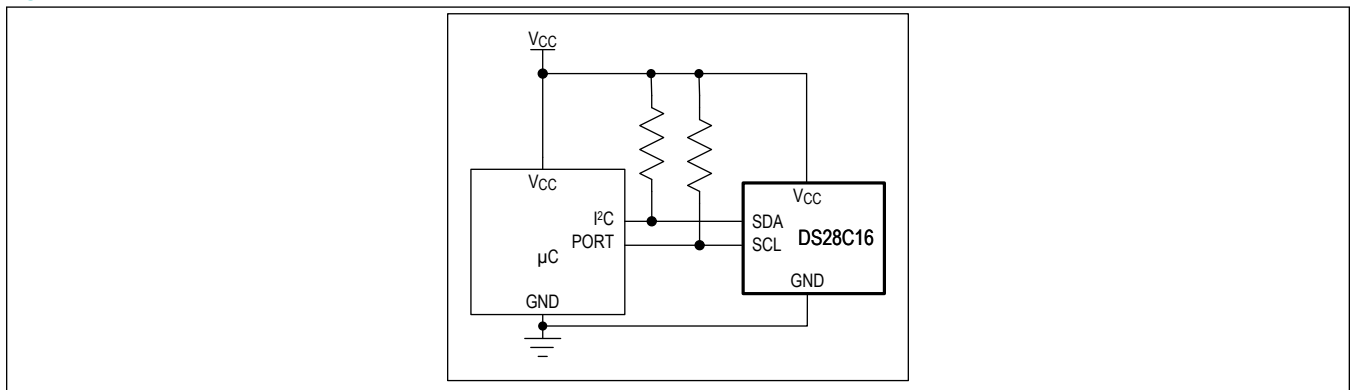 VCC
VCC
I²C
PORT
µC
GND
VCC
SDA
DS28C16
SCL
GND